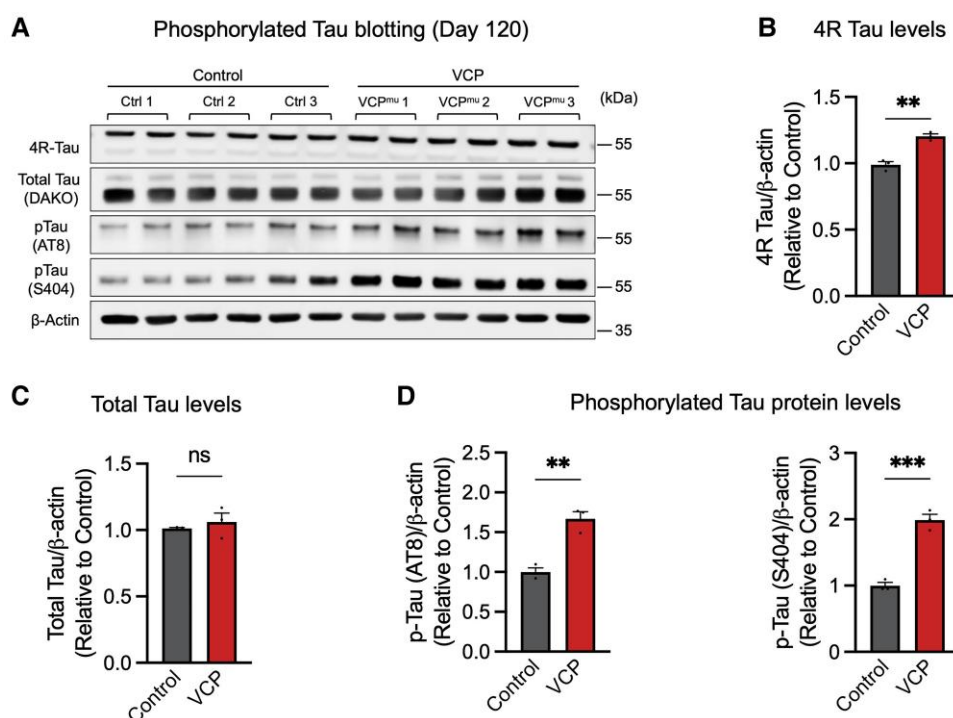 A
Phosphorylated Tau blotting (Day 120)
Control
VCP
Ctrl 1
Ctrl 2
Ctrl 3
VCPmu 1
VCPmu 2
VCPmu 3
(kDa)
4R-Tau
55
Total Tau
(DAKO)
55
pTau
(AT8)
55
pTau
(S404)
55
β-Actin
35
B
4R Tau levels
4R Tau/β-actin
(Relative to Control)
1.5
1.0
0.5
0.0
**
Control
VCP
C
Total Tau levels
Total Tau/β-actin
(Relative to Control)
1.5
1.0
0.5
0.0
ns
Control
VCP
D
Phosphorylated Tau protein levels
p-Tau (AT8)/β-actin
(Relative to Control)
2.0
1.5
1.0
0.5
0.0
**
Control
VCP
p-Tau (S404)/β-actin
(Relative to Control)
3
2
1
0
***
Control
VCP